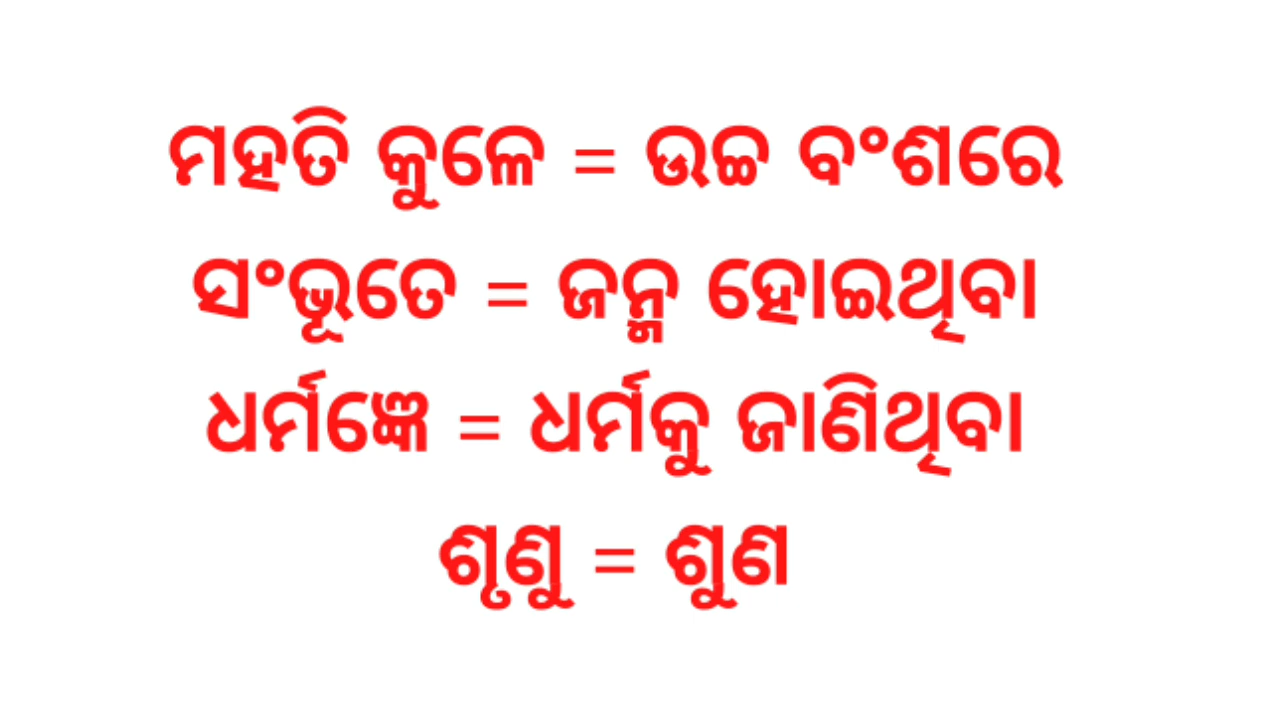 ମହତି କୁଳେ = ଉଚ୍ଚ ବଂଶରେ
ସଂଭୂତେ = ଜନ୍ମ ହୋଇଥିବା
ଧର୍ମଜ୍ଞେ = ଧର୍ମକୁ ଜାଣିଥିବା
ଶୃଣୁ = ଶୁଣ